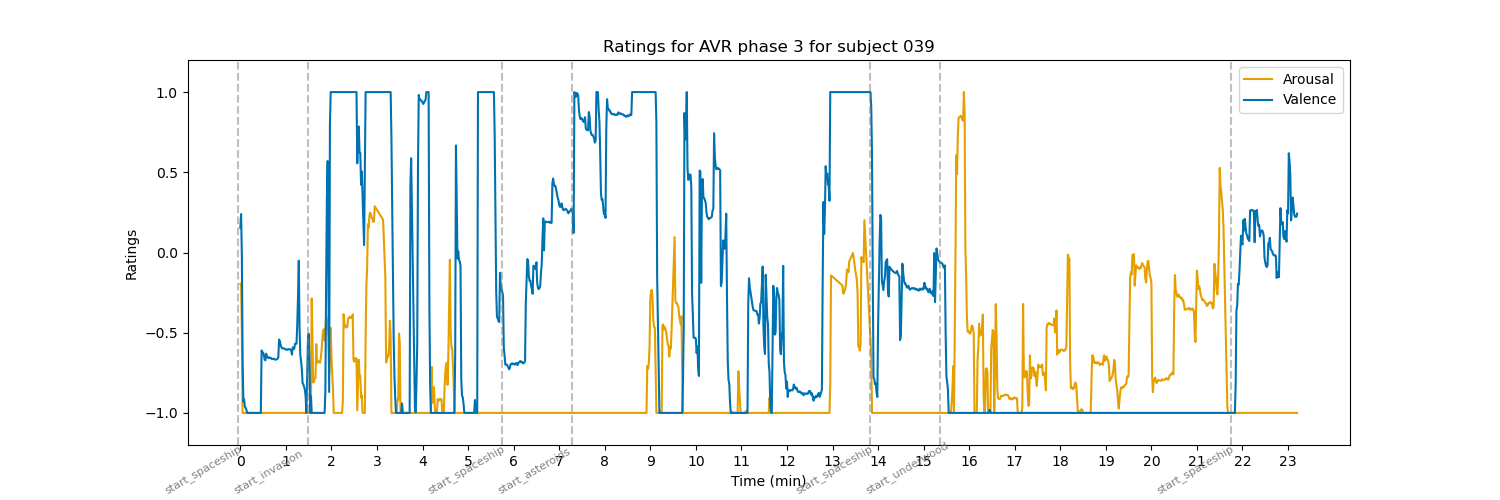 Ratings for AVR phase 3 for subject 039
Arousal
Valence
Ratings
1.0
0.5
0.0
−0.5
−1.0
0 1 2 3 4 5 6 7 8 9 10 11 12 13 14 15 16 17 18 19 20 21 22 23
start_spaceship
start_invasion
start_spaceship
start_asteroids
start_spaceship
start_underwood
start_spaceship
Time (min)